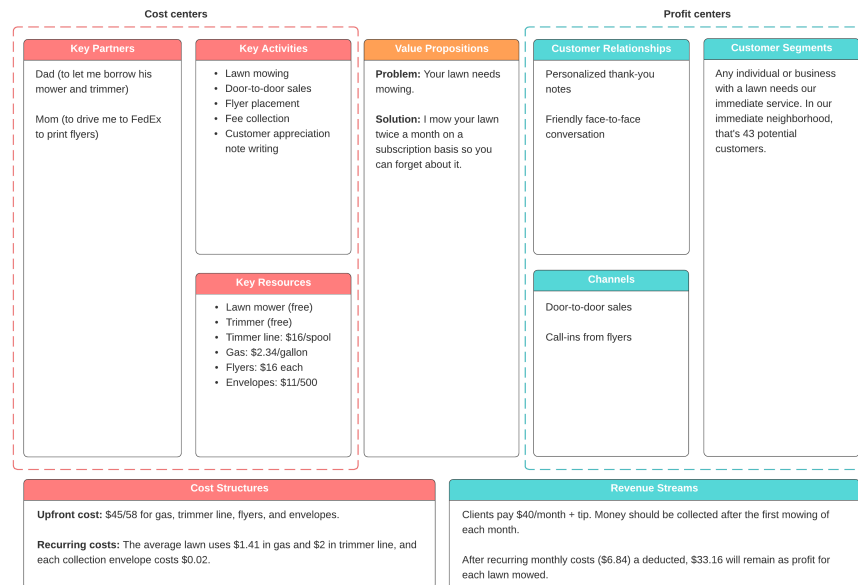 Cost centers
Profit centers
Key Partners
Dad (to let me borrow his
mower and trimmer)
Mom (to drive me to FedEx
to print flyers)
Key Activities
• Lawn mowing
• Door-to-door sales
• Flyer placement
• Fee collection
• Customer appreciation
note writing
Key Resources
• Lawn mower (free)
• Trimmer (free)
• Timmer line: $16/spool
• Gas: $2.34/gallon
• Flyers: $16 each
• Envelopes: $11/500
Value Propositions
Problem: Your lawn needs
mowing.
Solution: I mow your lawn
twice a month on a
subscription basis so you
can forget about it.
Customer Relationships
Personalized thank-you
notes
Friendly face-to-face
conversation
Channels
Door-to-door sales
Call-ins from flyers
Customer Segments
Any individual or business
with a lawn needs our
immediate service. In our
immediate neighborhood,
that's 43 potential
customers.
Cost Structures
Upfront cost: $45/58 for gas, trimmer line, flyers, and envelopes.
Recurring costs: The average lawn uses $1.41 in gas and $2 in trimmer line, and
each collection envelope costs $0.02.
Revenue Streams
Clients pay $40/month + tip. Money should be collected after the first mowing of
each month.
After recurring monthly costs ($6.84) a deducted, $33.16 will remain as profit for
each lawn mowed.